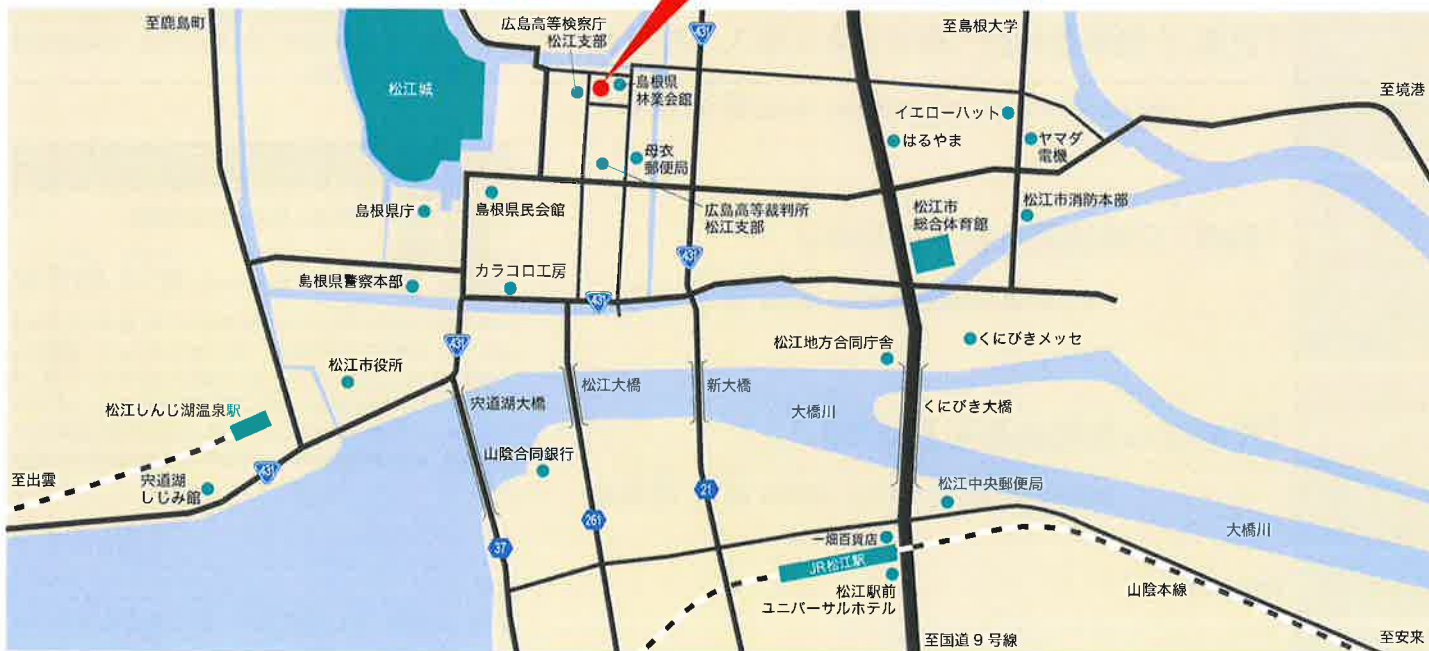 至鹿島町
広島高等検察庁
松江支部
431
至島根大学
松江城
島根県
林業会館
至境港
イエローハット
はるやま
ヤマダ
電機
母衣
郵便局
島根県庁
島根県民会館
広島高等裁判所
松江支部
松江市
総合体育館
松江市消防本部
431
島根県警察本部
カラコロ工房
431
431
松江地方合同庁舎
くにびきメッセ
松江市役所
松江しんじ湖温泉駅
宍道湖大橋
松江大橋
新大橋
大橋川
くにびき大橋
山陰合同銀行
431
至出雲
宍道湖
しじみ館
21
松江中央郵便局
261
大橋川
37
一畑百貨店
JR松江駅
松江駅前
ユニバーサルホテル
山陰本線
至国道9号線
至安来